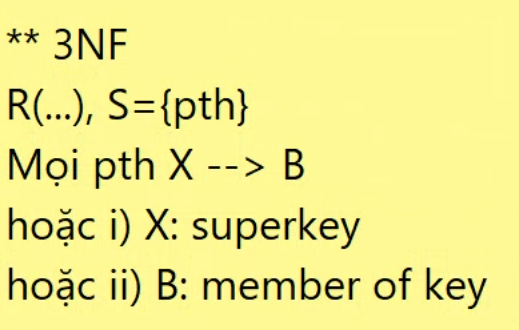 ** 3NF
R(...), S={pth}
Mọi pth X --> B
hoặc i) X: superkey
hoặc ii) B: member of key